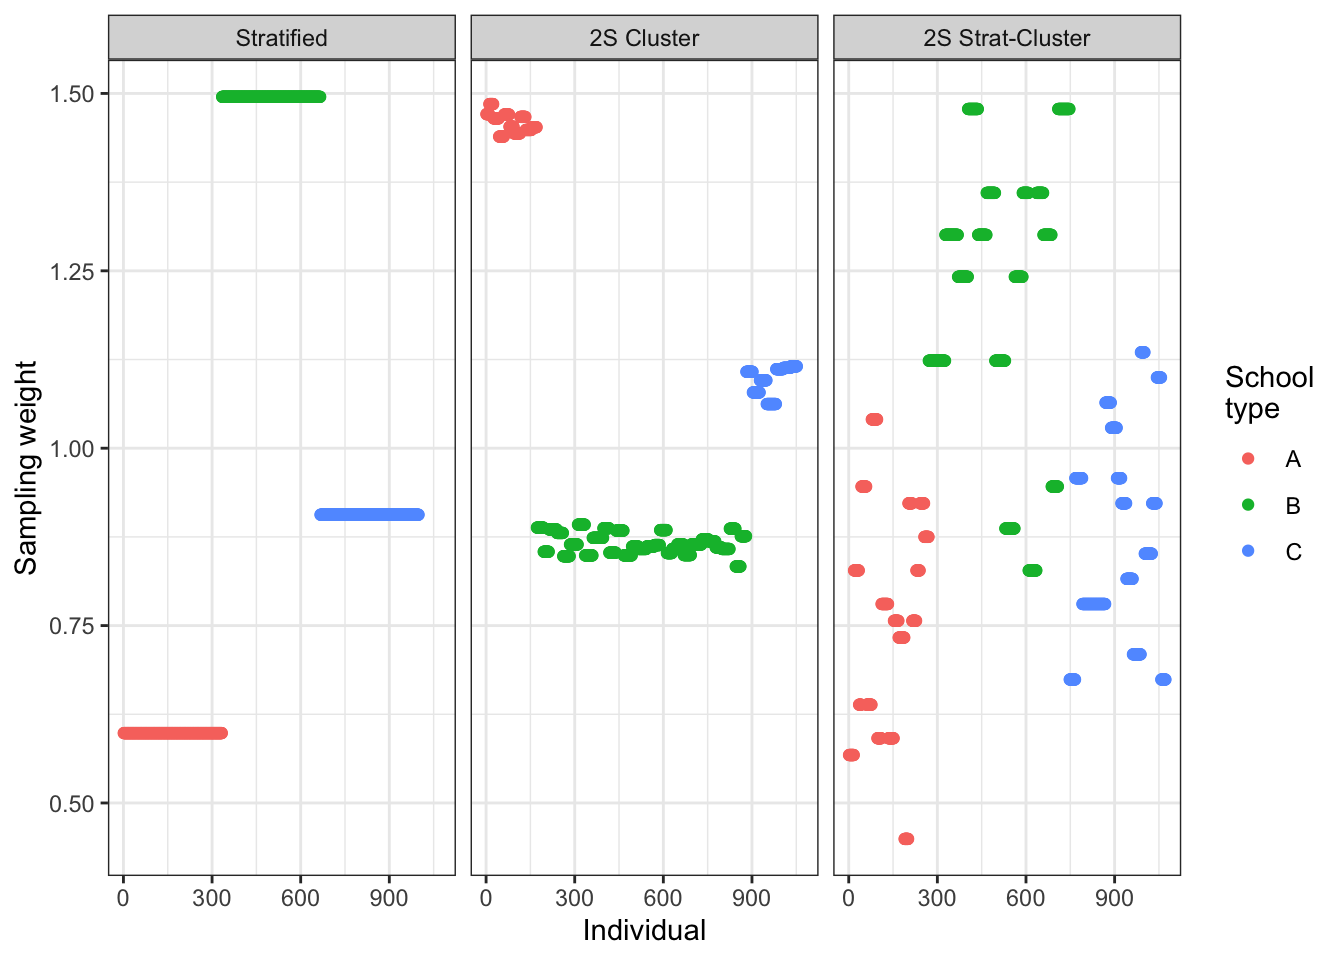 Stratified
2S Cluster
2S Strat-Cluster
1.50
1.25
1.00
0.75
0.50
Sampling weight
0 300 600 900
0 300 600 900
0 300 600 900
Individual
School
type
A
B
C